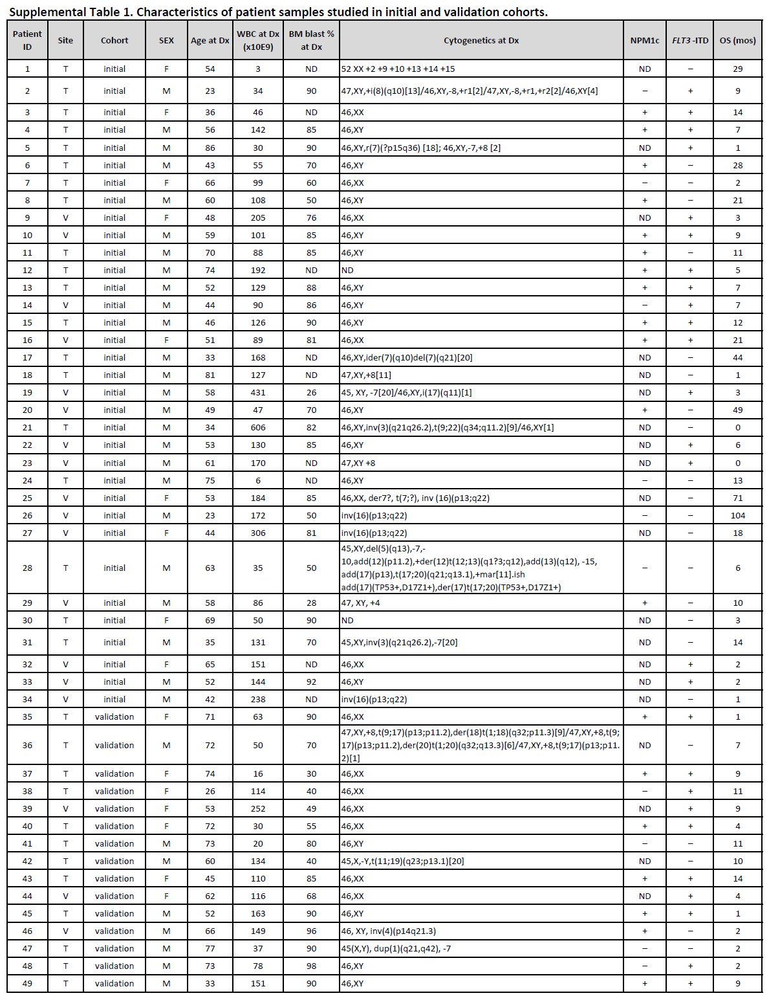 Supplemental Table 1. Characteristics of patient samples studied in initial and validation cohorts.
Patient ID Site Cohort SEX Age at Dx WBC at Dx (x10E9) BM blast % at Dx Cytogenetics at Dx NPM1c FLT3 -ITD OS (mos)
1 T initial F 54 3 ND 52 XX +2 +9 +10 +13 +14 +15 ND – 29
2 T initial M 23 34 90 47,XY,+i(8)(q10)[13]/46,XY,-8,+r1[2]/47,XY,-8,+r1,+r2[2]/46,XY[4] – + 9
3 T initial F 36 46 ND 46,XX + + 14
4 T initial M 56 142 85 46,XY + + 7
5 T initial M 86 30 90 46,XY,r(7)(?p15q36) [18]; 46,XY,-7,+8 [2] ND + 1
6 T initial M 43 55 70 46,XY + – 28
7 T initial F 66 99 60 46,XX – – 2
8 T initial M 60 108 50 46,XY + – 21
9 V initial F 48 205 76 46,XX ND + 3
10 V initial M 59 101 85 46,XY + + 9
11 T initial M 70 88 85 46,XY + – 11
12 T initial M 74 192 ND ND + + 5
13 T initial M 52 129 88 46,XY + + 7
14 V initial M 44 90 86 46,XY – + 7
15 T initial M 46 126 90 46,XY + + 12
16 V initial F 51 89 81 46,XX + + 21
17 T initial M 33 168 ND 46,XY,ider(7)(q10)del(7)(q21)[20] ND – 44
18 T initial M 81 127 ND 47,XY,+8[11] ND – 1
19 V initial M 58 431 26 45, XY, -7[20]/46,XY,i(17)(q11)[1] ND + 3
20 V initial M 49 47 70 46,XY + – 49
21 T initial M 34 606 82 46,XY,inv(3)(q21q26.2),t(9;22)(q34;q11.2)[9]/46,XY[1] ND – 0
22 V initial M 53 130 85 46,XY ND + 6
23 V initial M 61 170 ND 47,XY +8 ND + 0
24 T initial M 75 6 ND 46,XY – – 13
25 V initial F 53 184 85 46,XX, der7?, t(7;?), inv (16)(p13;q22) ND – 71
26 V initial M 23 172 50 inv(16)(p13;q22) – – 104
27 V initial F 44 306 81 inv(16)(p13;q22) ND – 18
28 T initial M 63 35 50 45,XY,del(5)(q13),-7,-
10,add(12)(p11.2),+der(12)t(12;13)(q1?3;q12),add(13)(q12), -15,
add(17)(p13),t(17;20)(q21;q13.1),+mar[11].ish
add(17)(TP53+,D17Z1+),der(17)t(17;20)(TP53+,D17Z1+) – – 6
29 V initial M 58 86 28 47, XY, +4 + – 10
30 T initial F 69 50 90 ND ND – 3
31 T initial M 35 131 70 45,XY,inv(3)(q21q26.2),-7[20] ND – 14
32 V initial F 65 151 ND 46,XX ND + 2
33 V initial M 52 144 92 46,XY ND + 2
34 V initial M 42 238 ND inv(16)(p13;q22) ND – 1
35 T validation F 71 63 90 46,XX + + 1
36 T validation M 72 50 70 47,XY,+8,t(9;17)(p13;p11.2),der(18)t(1;18)(q32;p11.3)[9]/47,XY,+8,t(9;
17)(p13;p11.2),der(20)t(1;20)(q32;q13.3)[6]/47,XY,+8,t(9;17)(p13;p11.
2)[1] ND – 7
37 T validation F 74 16 30 46,XX + + 9
38 T validation F 26 114 40 46,XX – + 11
39 V validation F 53 252 49 46,XX ND + 9
40 T validation F 72 30 55 46,XX + + 4
41 T validation M 73 20 80 46,XY – – 11
42 T validation M 60 134 40 45,X,-Y,t(11;19)(q23;p13.1)[20] ND – 10
43 T validation F 45 110 85 46,XX + + 14
44 V validation F 62 116 68 46,XX ND + 4
45 T validation M 52 163 90 46,XY + + 1
46 V validation M 66 149 96 46, XY, inv(4)(p14q21.3) + – 2
47 T validation M 77 37 90 45(X,Y), dup(1)(q21,q42), -7 – – 2
48 T validation M 73 78 98 46,XY – + 2
49 T validation M 33 151 90 46,XY + + 9